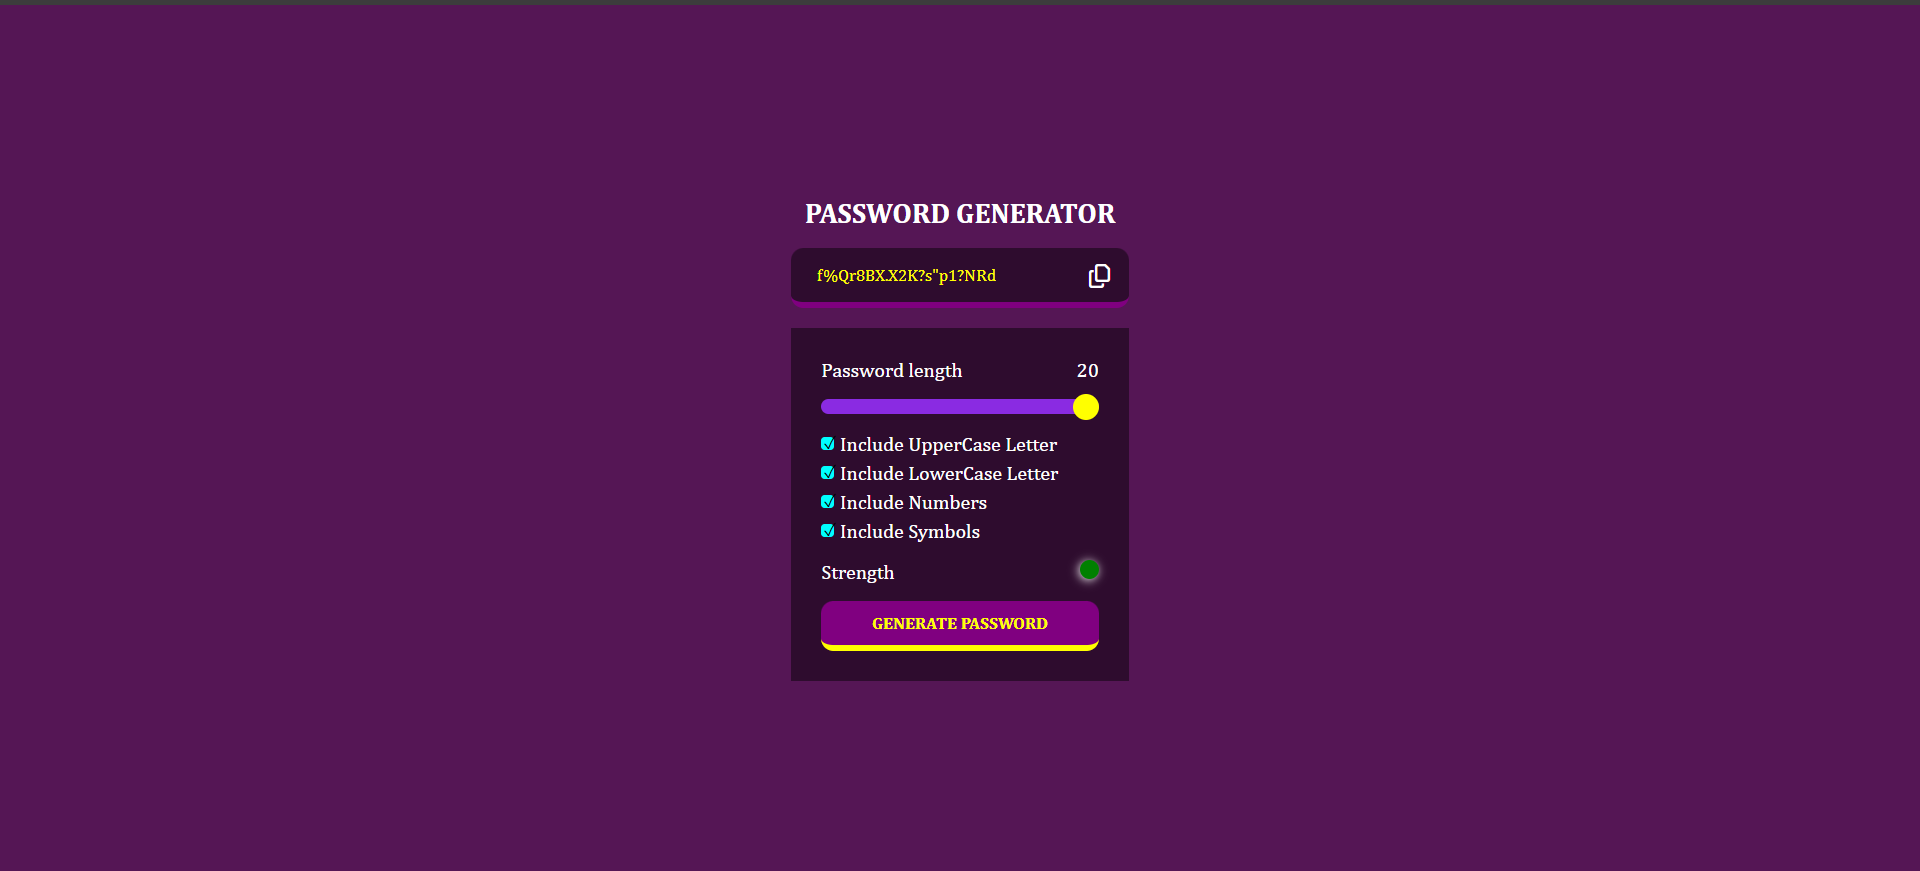 PASSWORD GENERATOR
f%Qr8BX.X2K?s"p1?NRd
Password length 20
Include UpperCase Letter
Include LowerCase Letter
Include Numbers
Include Symbols
Strength
GENERATE PASSWORD